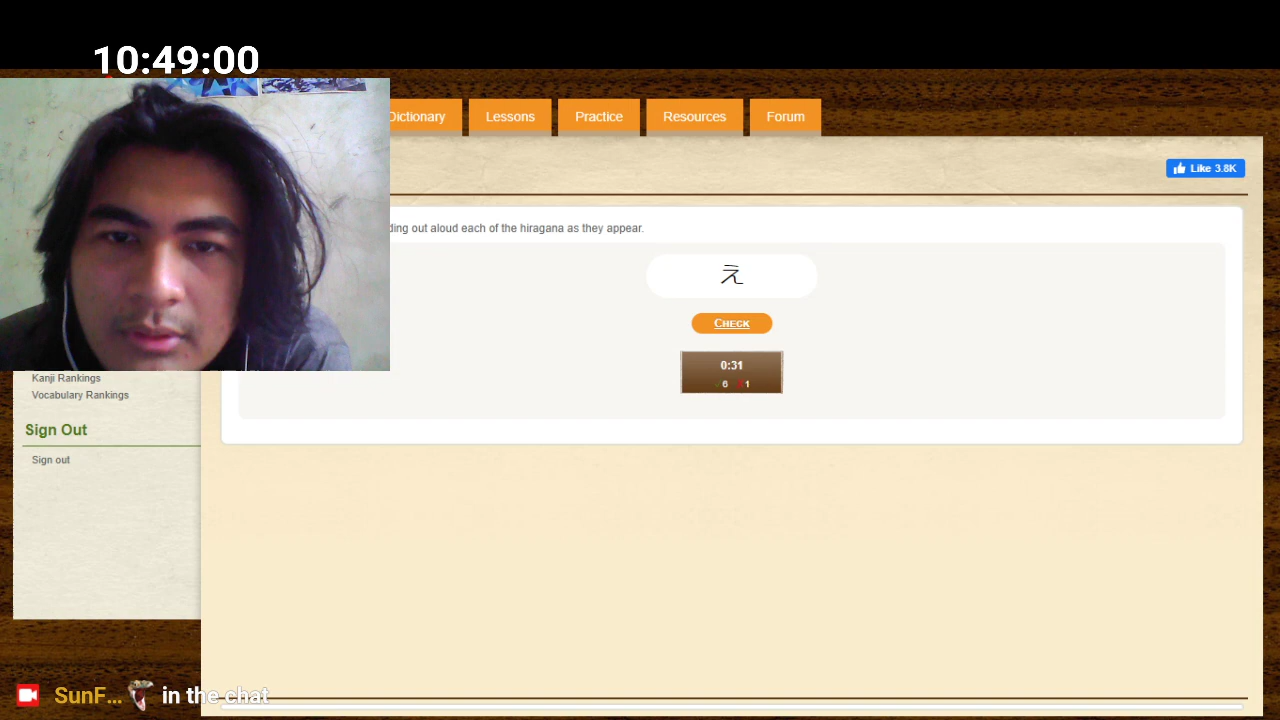 10:49:00
Dictionary
Lessons
Practice
Resources
Forum
Like 3.8K
out aloud each of the hiragana as they appear.
え
CHECK
0:31
6 1
Kanji Rankings
Vocabulary Rankings
Sign Out
Sign out
SunF... in the chat